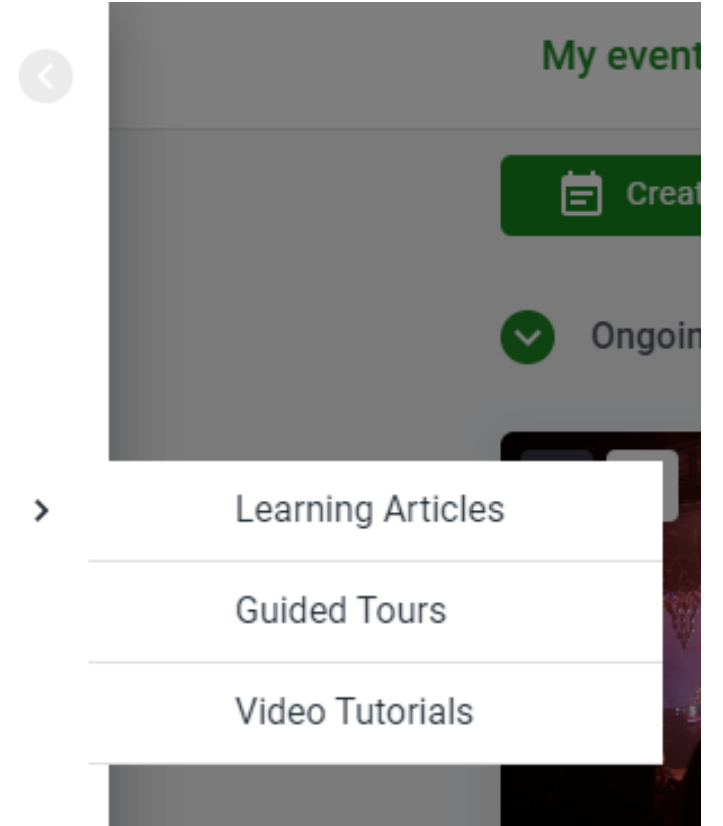 My event
Creat
Ongoin
Learning Articles
Guided Tours
Video Tutorials